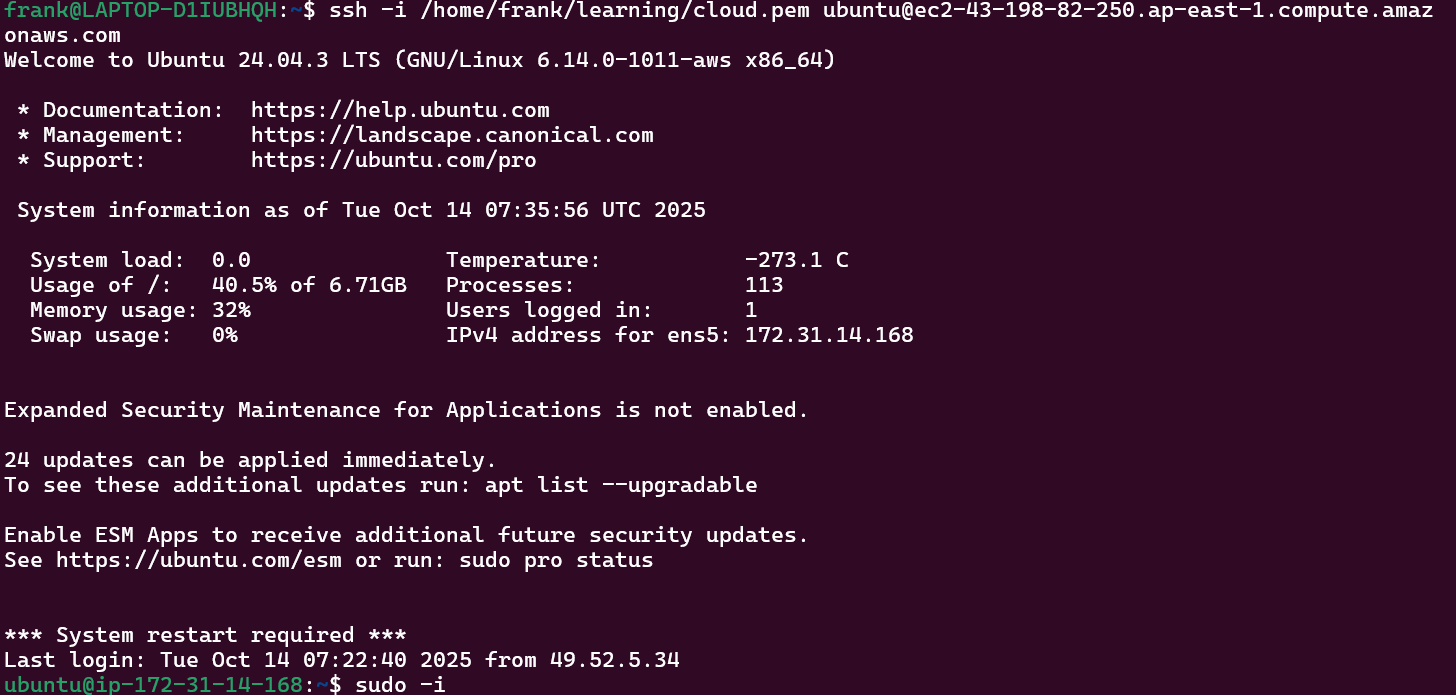 frank@LAPTOP-D1IUBHQH:~$ ssh -i /home/frank/learning/cloud.pem ubuntu@ec2-43-198-82-250.ap-east-1.compute.amaz
onaws.com
Welcome to Ubuntu 24.04.3 LTS (GNU/Linux 6.14.0-1011-aws x86_64)
* Documentation:  https://help.ubuntu.com
* Management:     https://landscape.canonical.com
* Support:        https://ubuntu.com/pro
System information as of Tue Oct 14 07:35:56 UTC 2025
System load:  0.0                Temperature:           -273.1 C
Usage of /:   40.5% of 6.71GB   Processes:             113
Memory usage: 32%                Users logged in:       1
Swap usage:   0%                 IPv4 address for ens5: 172.31.14.168
Expanded Security Maintenance for Applications is not enabled.
24 updates can be applied immediately.
To see these additional updates run: apt list --upgradable
Enable ESM Apps to receive additional future security updates.
See https://ubuntu.com/esm or run: sudo pro status
*** System restart required ***
Last login: Tue Oct 14 07:22:40 2025 from 49.52.5.34
ubuntu@ip-172-31-14-168:~$ sudo -i